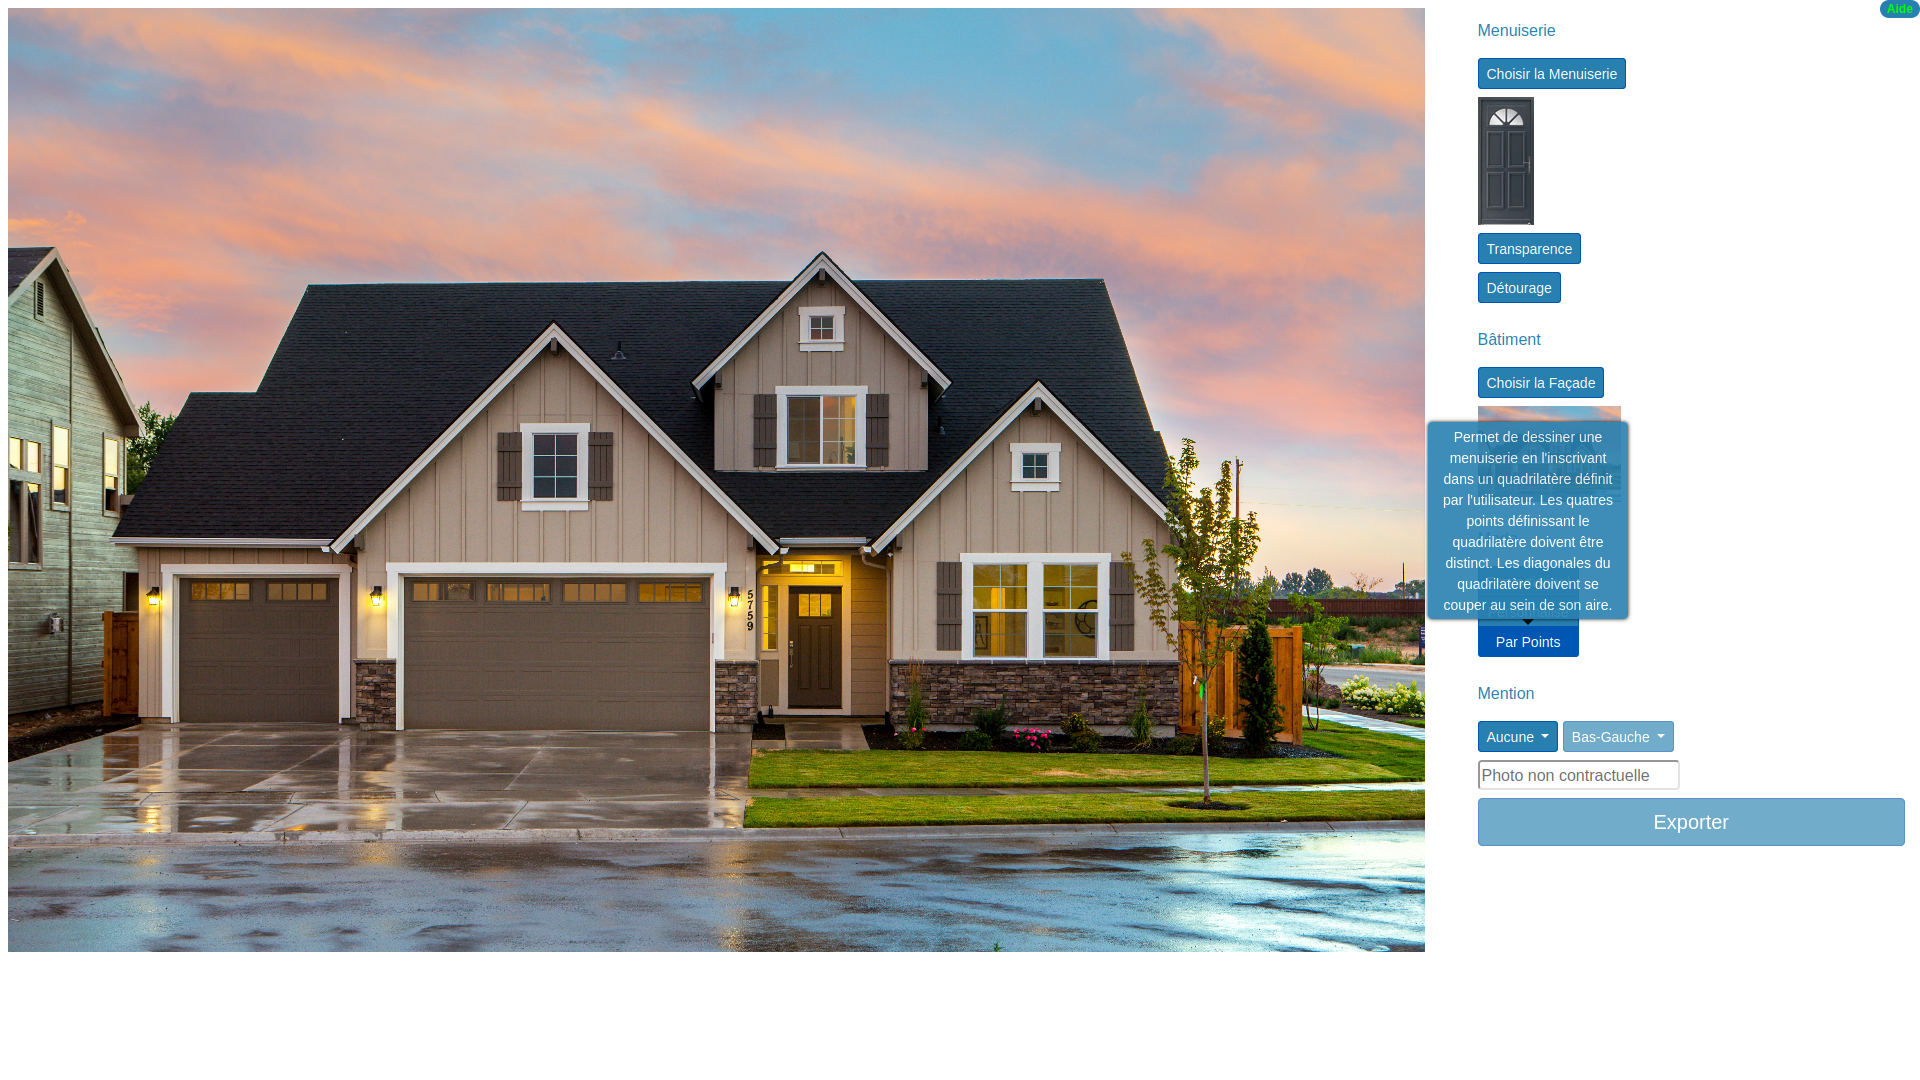 Aide
Menuiserie
Choisir la Menuiserie
Transparence
Détourage
Bâtiment
Choisir la Façade
Permet de dessiner une
menuiserie en l'inscrivant
dans un quadrilatère définit
par l'utilisateur. Les quatres
points définissant le
quadrilatère doivent être
distinct. Les diagonales du
quadrilatère doivent se
couper au sein de son aire.
Par Points
Mention
Aucune
Bas-Gauche
Photo non contractuelle
Exporter
5759